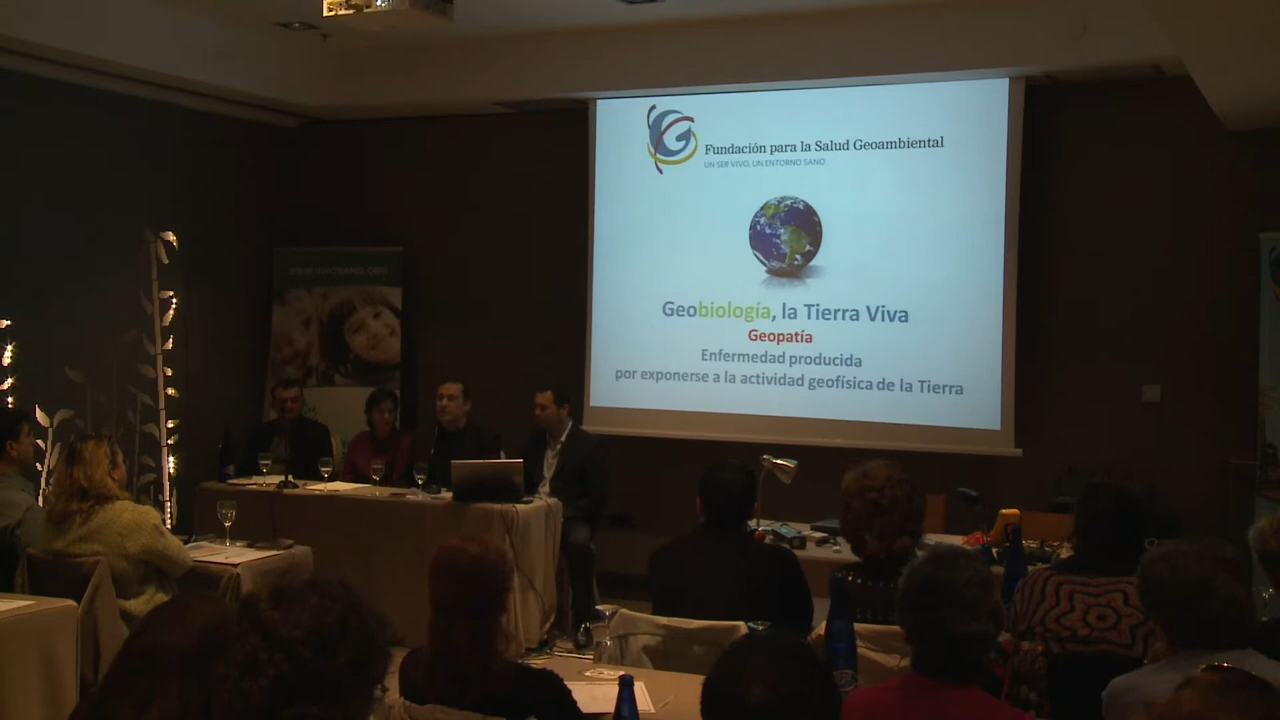 Fundación para la Salud Geoambiental
UN SER VIVO, UN ENTORNO SANO
Geobiología, la Tierra Viva
Geopatía
Enfermedad producida
por exponerse a la actividad geofísica de la Tierra